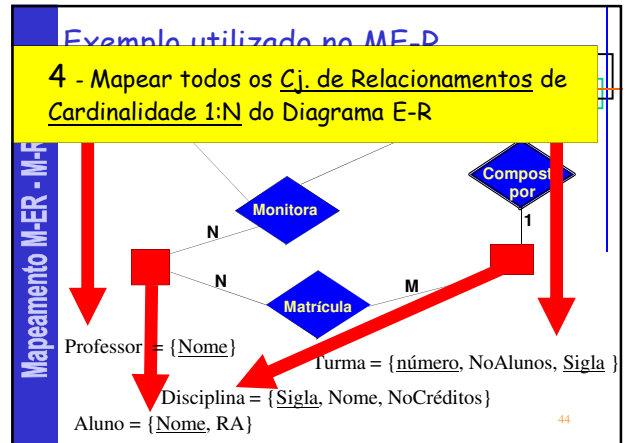 Exemplo utilizado no ME-R
4 - Mapear todos os Cj. de Relacionamentos de
Cardinalidade 1:N do Diagrama E-R
Mapeamento M-ER - M-R
Compost
por
1
Monitora
N
N
Matrícula
M
Professor = {Nome}
Turma = {número, NoAlunos, Sigla }
Disciplina = {Sigla, Nome, NoCréditos}
Aluno = {Nome, RA}
44